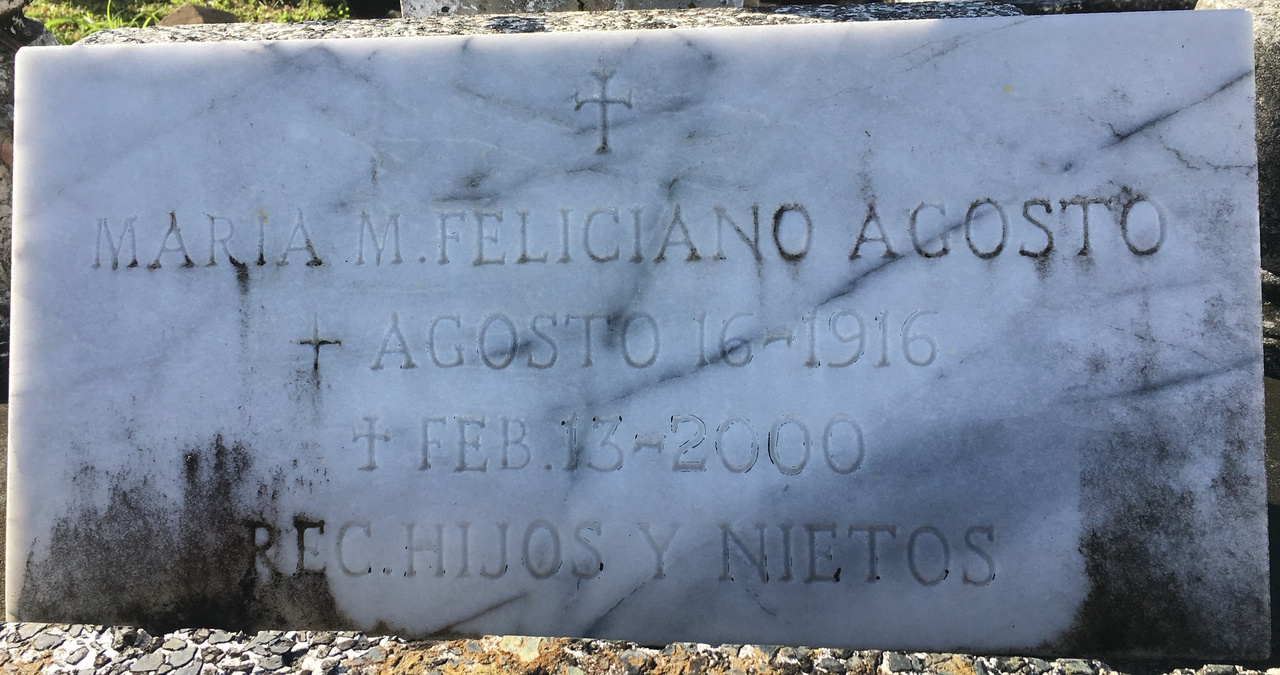 MARIA M. FELICIANO AGOSTO
† AGOSTO 16-1916
† FEB. 13-2000
REC. HIJOS Y NIETOS